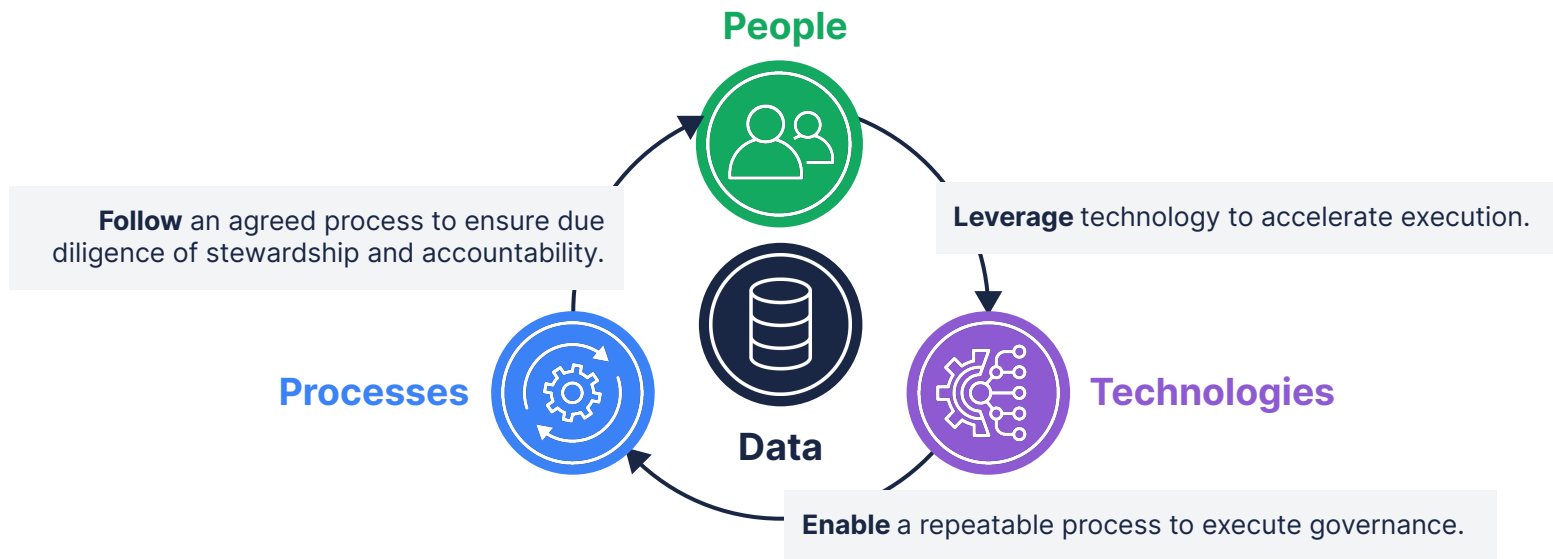 People
Follow an agreed process to ensure due
diligence of stewardship and accountability.
Leverage technology to accelerate execution.
Processes
Technologies
Data
Enable a repeatable process to execute governance.